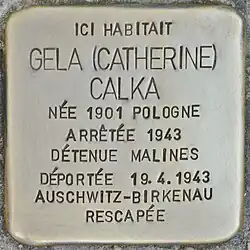 ICI HABITAIT
GELA (CATHERINE)
CALKA
NÉE 1901 POLOGNE
ARRÊTÉE 1943
DÉTENUE MALINES
DÉPORTÉE 19.4.1943
AUSCHWITZ-BIRKENAU
RESCAPÉE